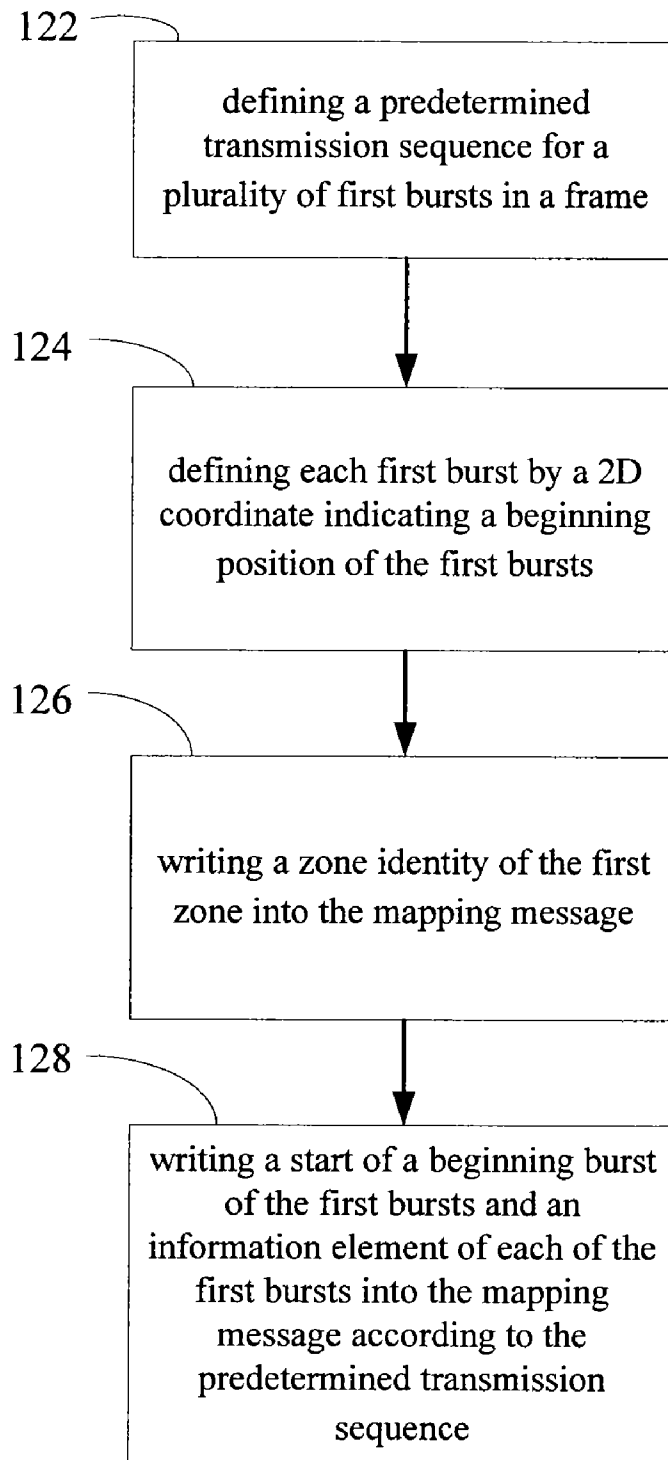 122
defining a predetermined
transmission sequence for a
plurality of first bursts in a frame
124
defining each first burst by a 2D
coordinate indicating a beginning
position of the first bursts
126
writing a zone identity of the first
zone into the mapping message
128
writing a start of a beginning burst
of the first bursts and an
information element of each of the
first bursts into the mapping
message according to the
predetermined transmission
sequence